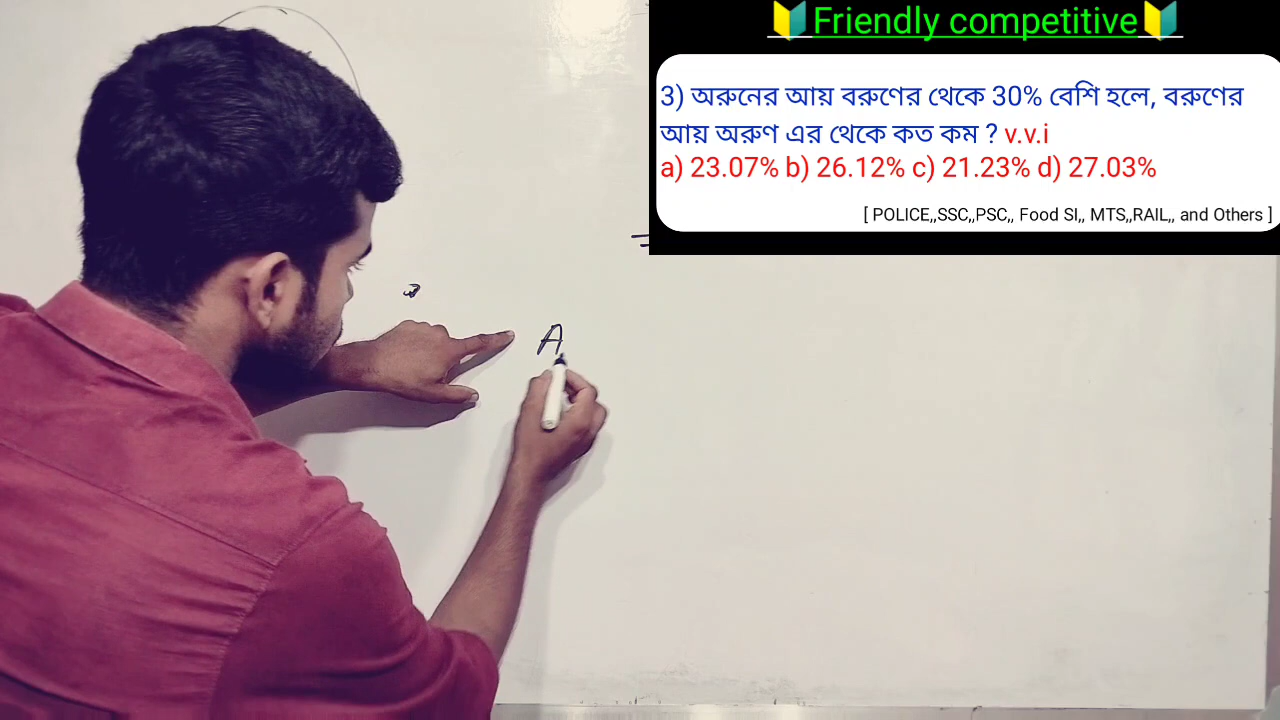 🔰Friendly competitive🔰
3) অরুনের আয় বরুণের থেকে 30% বেশি হলে, বরুণের
আয় অরুণ এর থেকে কত কম ? v.v.i
a) 23.07% b) 26.12% c) 21.23% d) 27.03%
[ POLICE,,SSC,,PSC,, Food SI,, MTS,,RAIL,, and Others ]
A